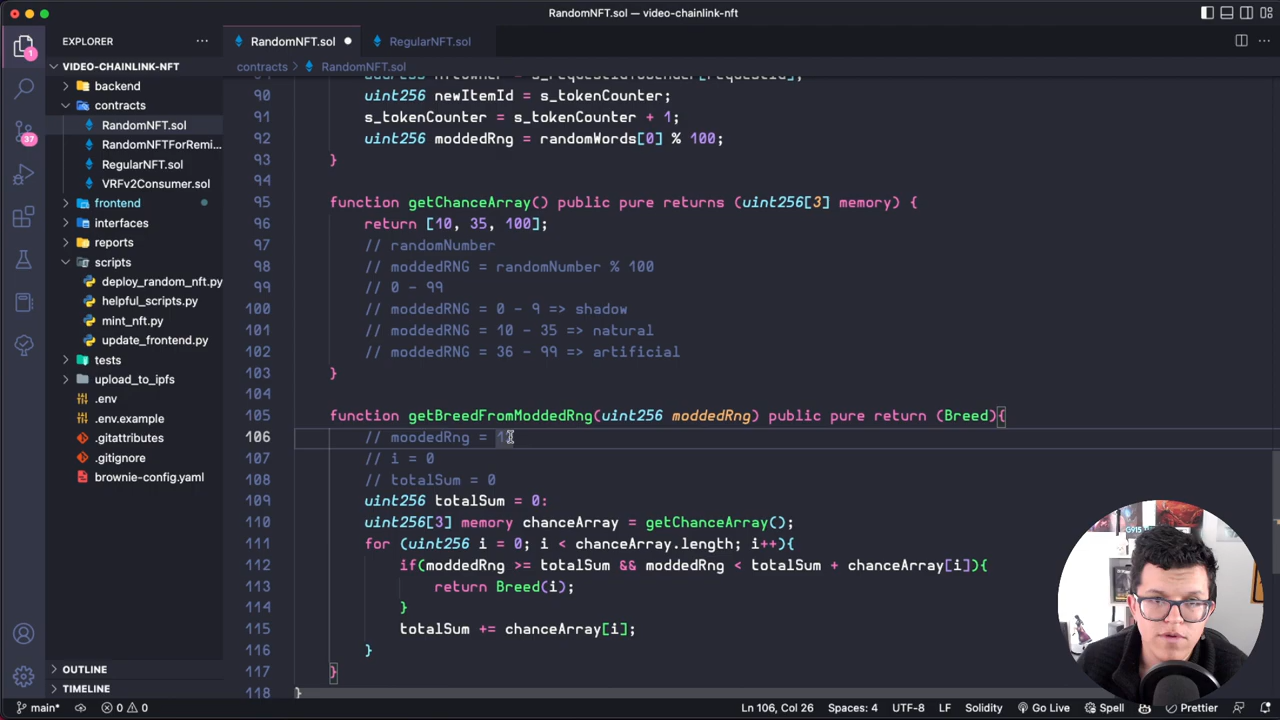 RandomNFT.sol — video-chainlink-nft
EXPLORER
RandomNFT.sol
RegularNFT.sol
contracts > RandomNFT.sol
VIDEO-CHAINLINK-NFT
backend
contracts
RandomNFT.sol
RandomNFTForRemi...
RegularNFT.sol
VRFv2Consumer.sol
frontend
interfaces
reports
scripts
deploy_random_nft.py
helpful_scripts.py
mint_nft.py
update_frontend.py
tests
upload_to_ipfs
.env
.env.example
.gitattributes
.gitignore
brownie-config.yaml
OUTLINE
TIMELINE
1
37
90 uint256 newItemId = s_tokenCounter;
91 s_tokenCounter = s_tokenCounter + 1;
92 uint256 moddedRng = randomWords[0] % 100;
93 }
94
95 function getChanceArray() public pure returns (uint256[3] memory) {
96 return [10, 35, 100];
97 // randomNumber
98 // moddedRNG = randomNumber % 100
99 // 0 - 99
100 // moddedRNG = 0 - 9 => shadow
101 // moddedRNG = 10 - 35 => natural
102 // moddedRNG = 36 - 99 => artificial
103 }
104
105 function getBreedFromModdedRng(uint256 moddedRng) public pure return (Breed){
106 // moodedRng =
107 // i = 0
108 // totalSum = 0
109 uint256 totalSum = 0:
110 uint256[3] memory chanceArray = getChanceArray();
111 for (uint256 i = 0; i < chanceArray.length; i++){
112 if(moddedRng >= totalSum && moddedRng < totalSum + chanceArray[i]){
113 return Breed(i);
114 }
115 totalSum += chanceArray[i];
116 }
117 }
118 }
main* 0 0
Ln 106, Col 26 Spaces: 4 UTF-8 LF Solidity Go Live Spell Prettier